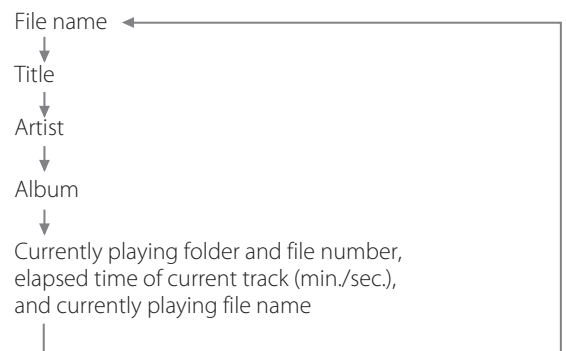 File name
Title
Artist
Album
Currently playing folder and file number,
elapsed time of current track (min./sec.),
and currently playing file name